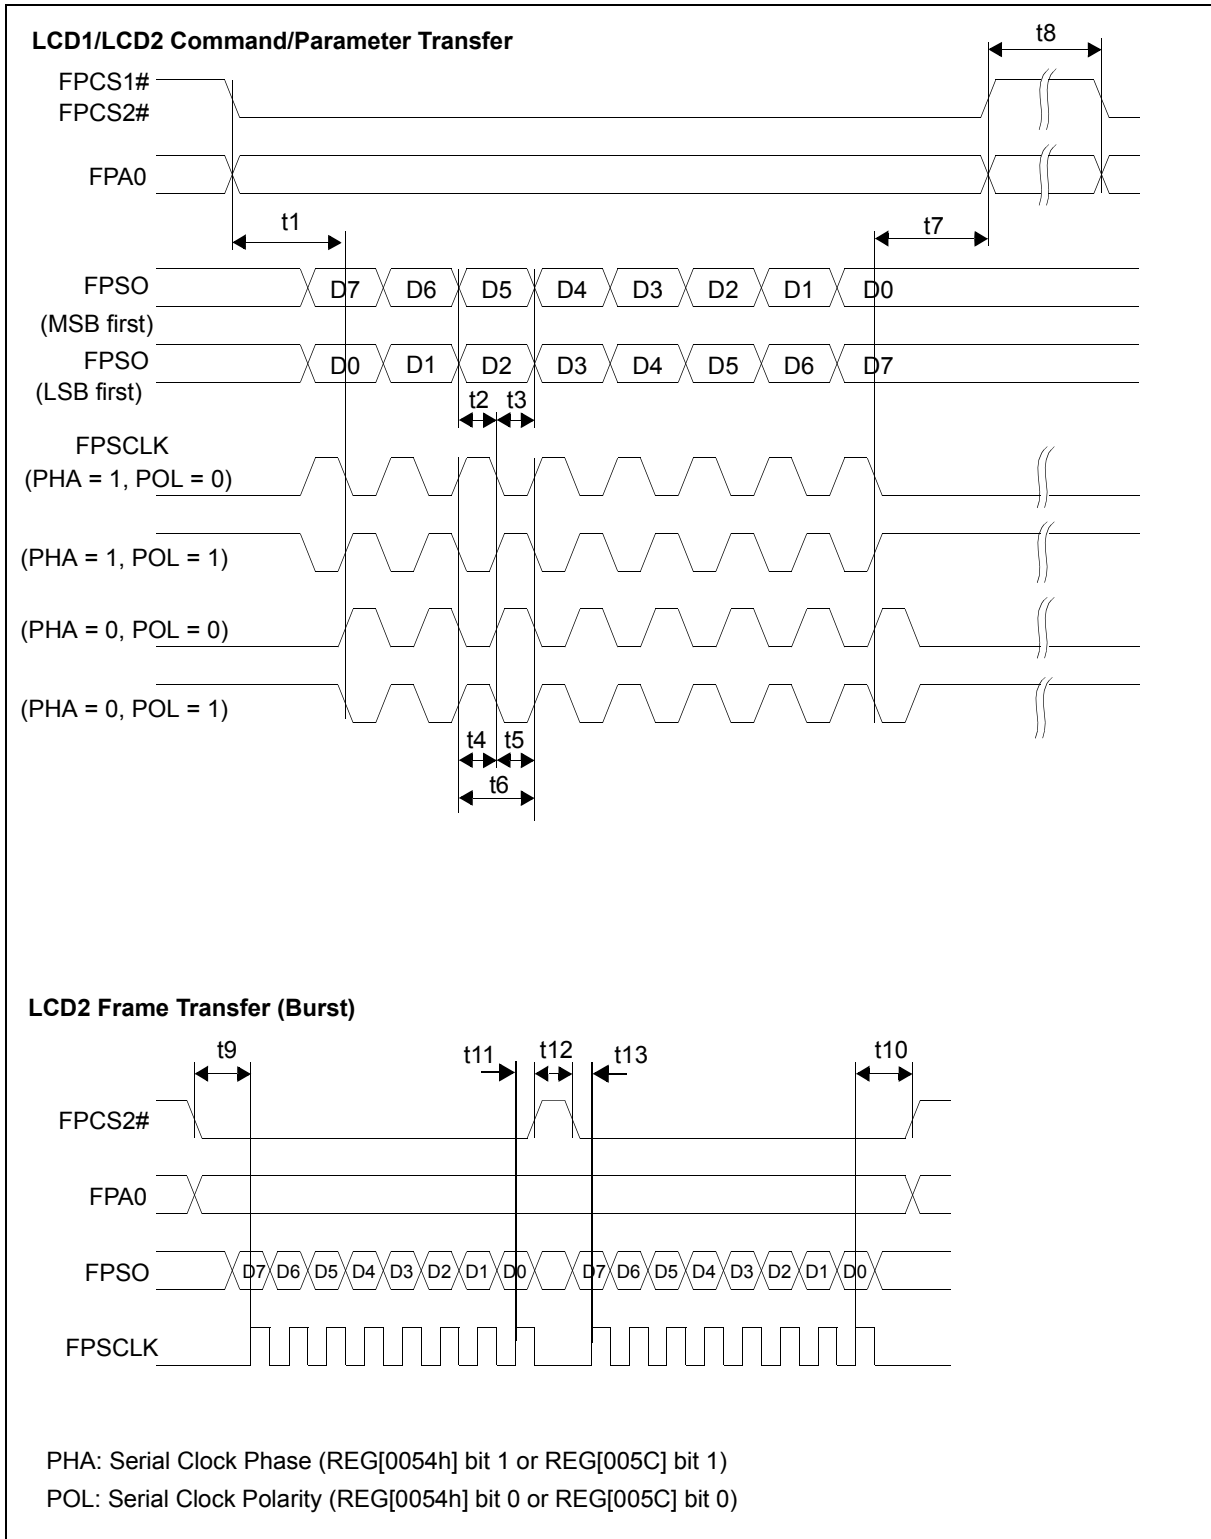 LCD1/LCD2 Command/Parameter Transfer
t8
FPCS1#
FPCS2#
FPA0
t1
t7
FPSO
D7 D6 D5 D4 D3 D2 D1 D0
(MSB first)
FPSO
D0 D1 D2 D3 D4 D5 D6 D7
(LSB first)
t2 t3
FPSCLK
(PHA = 1, POL = 0)
(PHA = 1, POL = 1)
(PHA = 0, POL = 0)
(PHA = 0, POL = 1)
t4 t5
t6
LCD2 Frame Transfer (Burst)
t9 t11 t12 t13 t10
FPCS2#
FPA0
FPSO D7 D6 D5 D4 D3 D2 D1 D0 D7 D6 D5 D4 D3 D2 D1 D0
FPSCLK
PHA: Serial Clock Phase (REG[0054h] bit 1 or REG[005C] bit 1)
POL: Serial Clock Polarity (REG[0054h] bit 0 or REG[005C] bit 0)